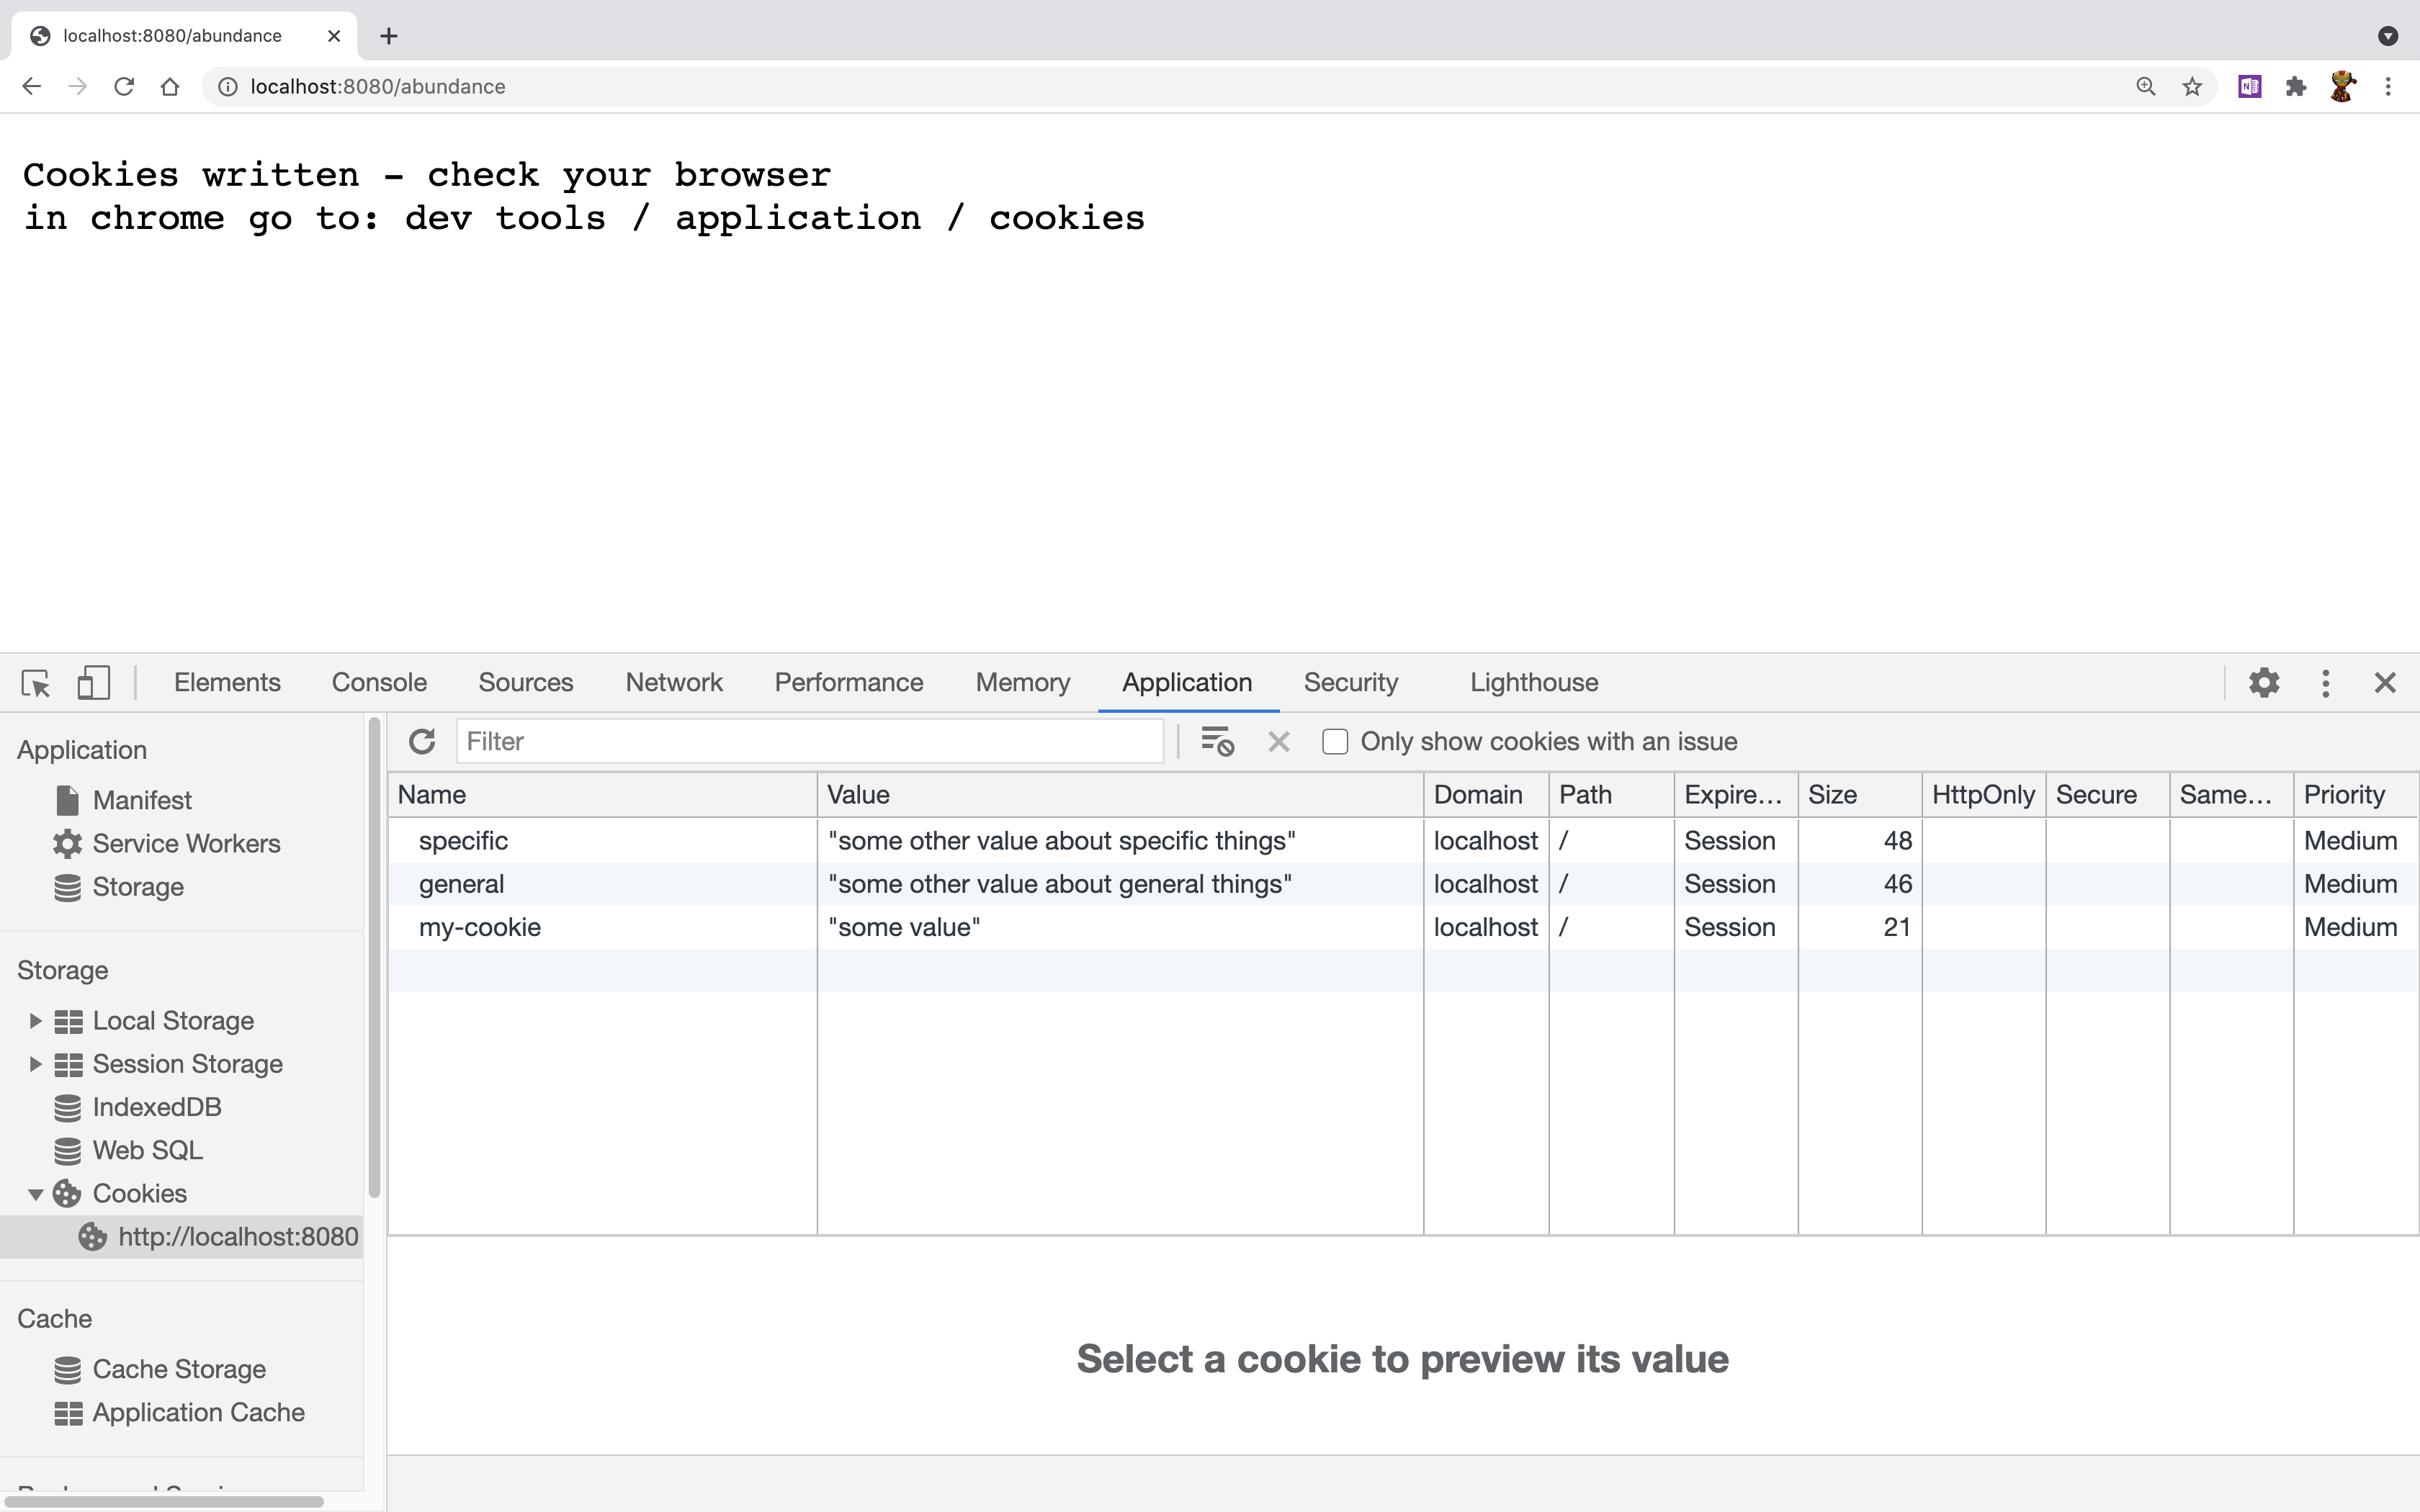 localhost:8080/abundance
localhost:8080/abundance
Cookies written - check your browser
in chrome go to: dev tools / application / cookies
Elements Console Sources Network Performance Memory Application Security Lighthouse
Application
Manifest
Service Workers
Storage
Storage
Local Storage
Session Storage
IndexedDB
Web SQL
Cookies
http://localhost:8080
Cache
Cache Storage
Application Cache
Filter Only show cookies with an issue
Name Value Domain Path Expire... Size HttpOnly Secure Same... Priority
specific "some other value about specific things" localhost / Session 48 Medium
general "some other value about general things" localhost / Session 46 Medium
my-cookie "some value" localhost / Session 21 Medium
Select a cookie to preview its value